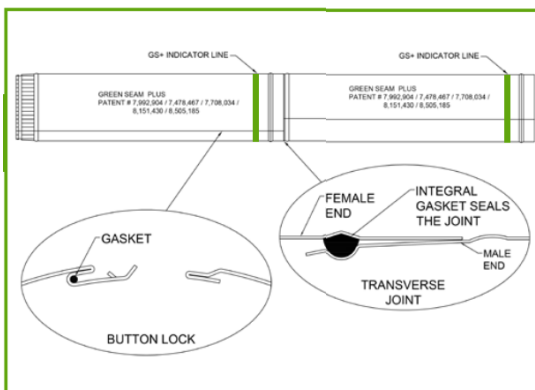 GS+ INDICATOR LINE
GS+ INDICATOR LINE
GREEN SEAM PLUS
PATENT # 7,992,904 / 7,478,467 / 7,708,034 /
8,151,430 / 8,505,185
GREEN SEAM PLUS
PATENT # 7,992,904 / 7,478,467 / 7,708,034 /
8,151,430 / 8,505,185
GASKET
BUTTON LOCK
FEMALE
END
INTEGRAL
GASKET SEALS
THE JOINT
MALE
END
TRANSVERSE
JOINT